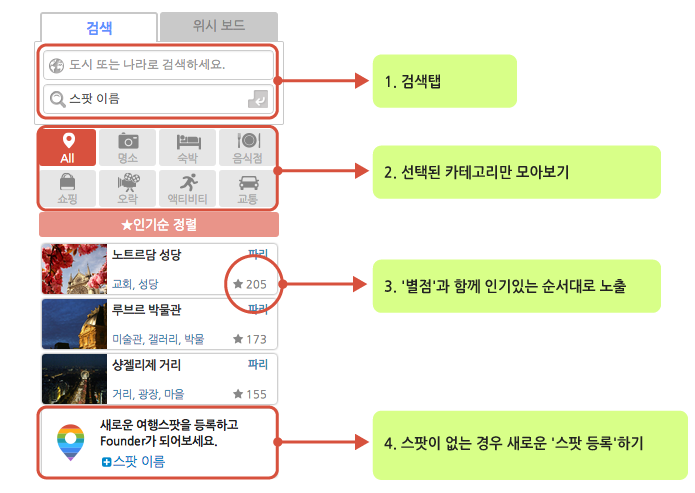 검색
위시 보드
도시 또는 나라로 검색하세요.
스팟 이름
1. 검색탭
All
명소
숙박
음식점
쇼핑
오락
액티비티
교통
2. 선택된 카테고리만 모아보기
★인기순 정렬
노트르담 성당
파리
교회, 성당
★ 205
3. '별점'과 함께 인기있는 순서대로 노출
루브르 박물관
파리
미술관, 갤러리, 박물
★ 173
샹젤리제 거리
파리
거리, 광장, 마을
★ 155
새로운 여행스팟을 등록하고
Founder가 되어보세요.
스팟 이름
4. 스팟이 없는 경우 새로운 '스팟 등록'하기